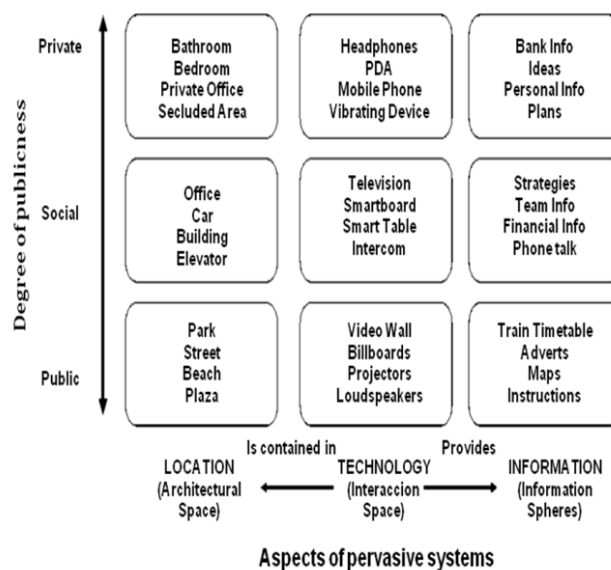 Degree of publicness
Private
Bathroom
Bedroom
Private Office
Secluded Area
Headphones
PDA
Mobile Phone
Vibrating Device
Bank Info
Ideas
Personal Info
Plans
Social
Office
Car
Building
Elevator
Television
Smartboard
Smart Table
Intercom
Strategies
Team Info
Financial Info
Phone talk
Public
Park
Street
Beach
Plaza
Video Wall
Billboards
Projectors
Loudspeakers
Train Timetable
Adverts
Maps
Instructions
Is contained in
Provides
LOCATION
(Architectural
Space)
TECHNOLOGY
(Interaccion
Space)
INFORMATION
(Information
Spheres)
Aspects of pervasive systems